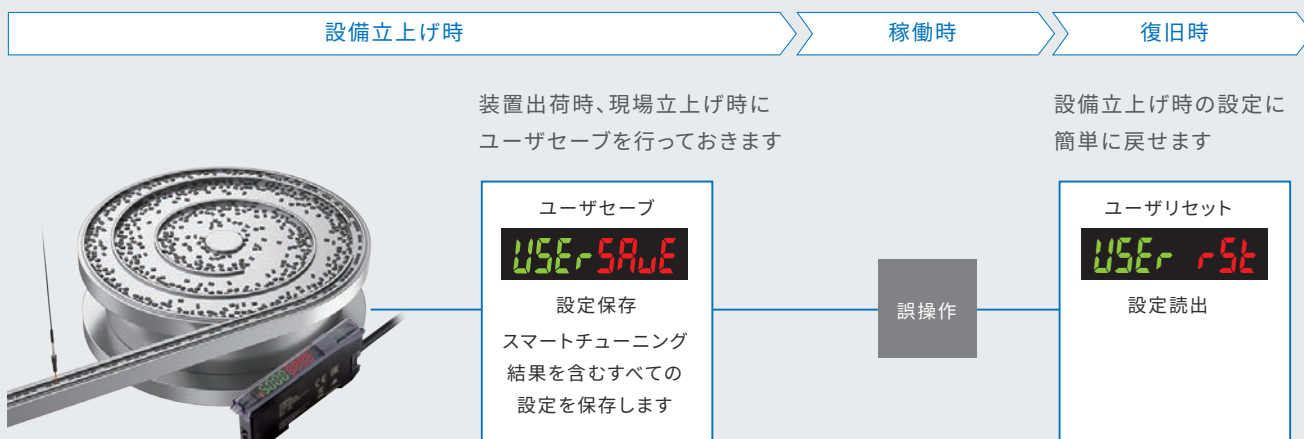 設備立上げ時
稼働時
復旧時
装置出荷時、現場立上げ時に
ユーザセーブを行っておきます
設備立上げ時の設定に
簡単に戻せます
ユーザセーブ
USErSAvE
設定保存
スマートチューニング
結果を含むすべての
設定を保存します
誤操作
ユーザリセット
USEr rSt
設定読出